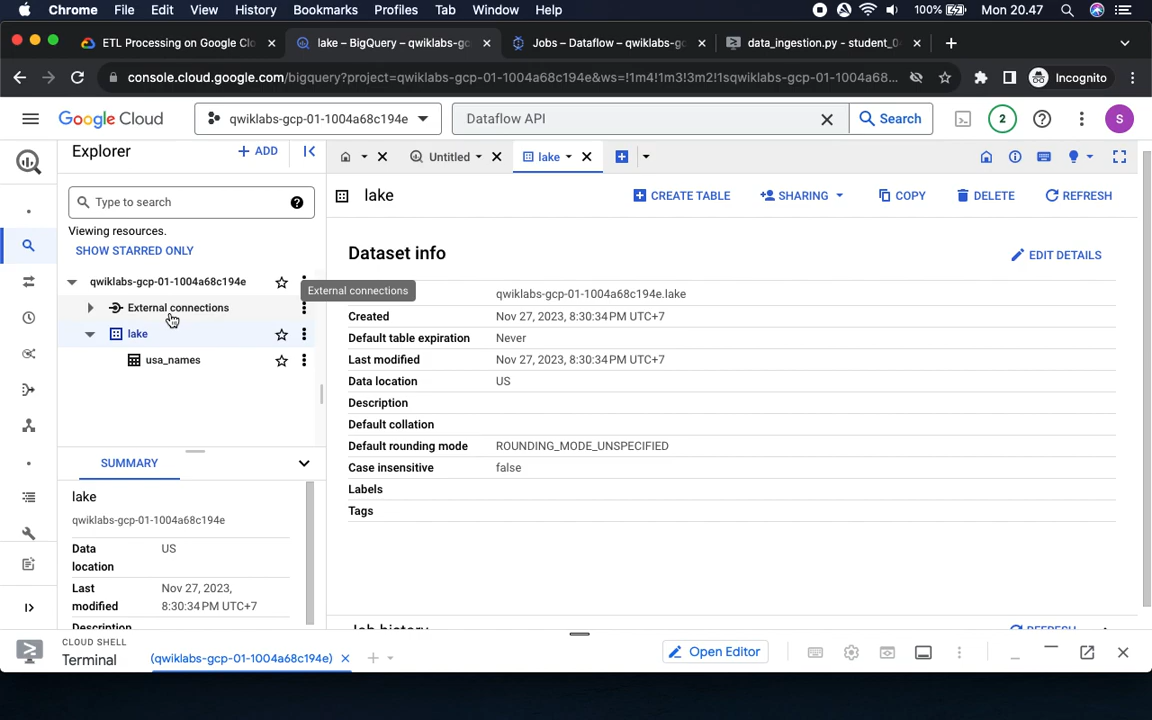 Chrome File Edit View History Bookmarks Profiles Tab Window Help 100% Mon 20.47
ETL Processing on Google Clo lake – BigQuery – qwiklabs-gc Jobs – Dataflow – qwiklabs-gc data_ingestion.py - student_0
console.cloud.google.com/bigquery?project=qwiklabs-gcp-01-1004a68c194e&ws=!1m4!1m3!3m2!1sqwiklabs-gcp-01-1004a68... Incognito
Google Cloud qwiklabs-gcp-01-1004a68c194e Dataflow API Search 2 S
Explorer + ADD Untitled lake
Type to search lake CREATE TABLE SHARING COPY DELETE REFRESH
Viewing resources.
SHOW STARRED ONLY
Dataset info EDIT DETAILS
qwiklabs-gcp-01-1004a68c194e
External connections
qwiklabs-gcp-01-1004a68c194e.lake
External connections
Created Nov 27, 2023, 8:30:34 PM UTC+7
lake
Default table expiration Never
usa_names
Last modified Nov 27, 2023, 8:30:34 PM UTC+7
Data location US
Description
Default collation
Default rounding mode ROUNDING_MODE_UNSPECIFIED
Case insensitive false
Labels
Tags
SUMMARY
lake
qwiklabs-gcp-01-1004a68c194e
Data location US
Last modified Nov 27, 2023, 8:30:34 PM UTC+7
Description
Job history REFRESH
CLOUD SHELL
Terminal (qwiklabs-gcp-01-1004a68c194e) Open Editor